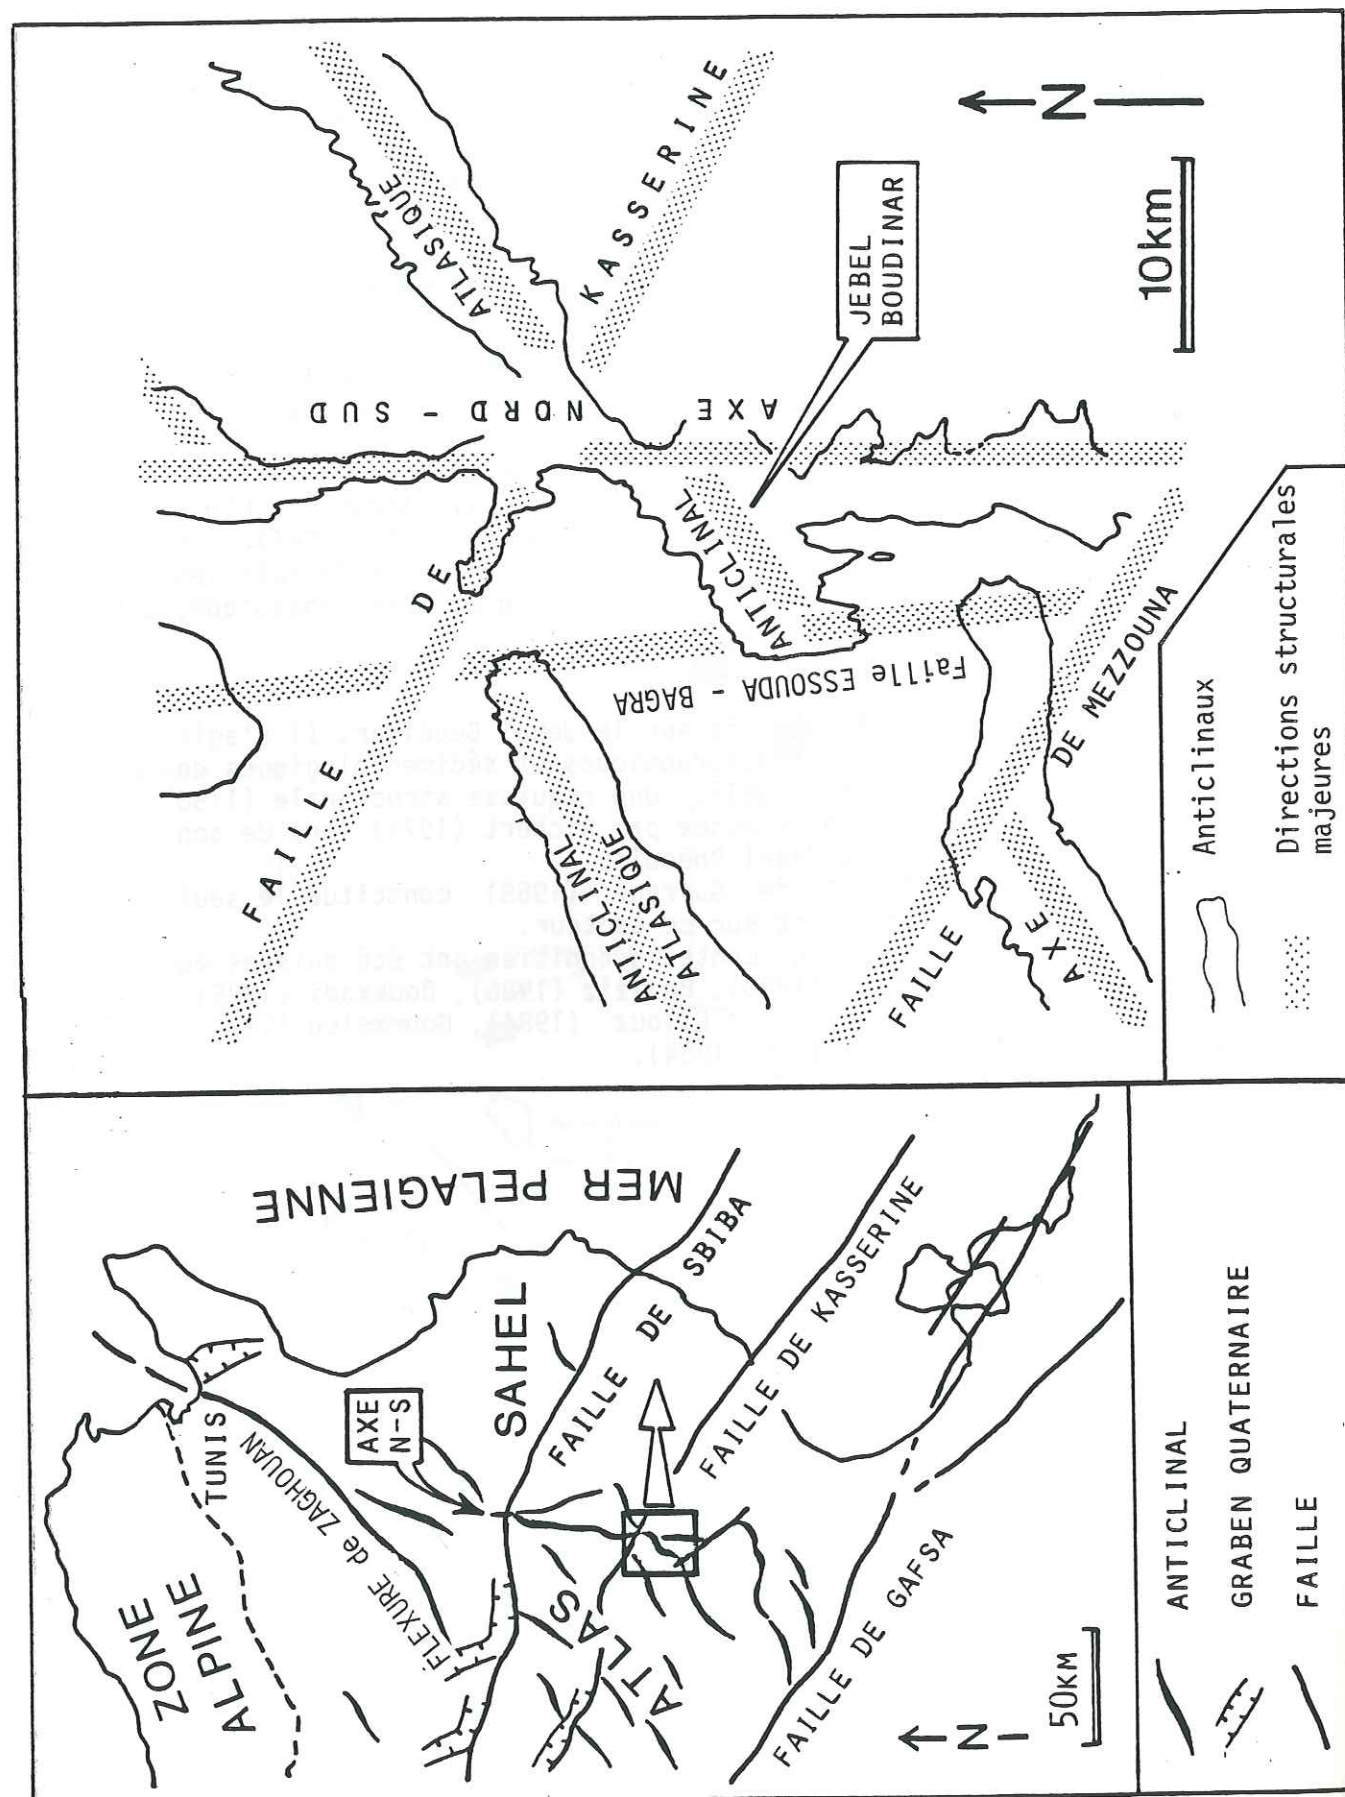 ZONE
ALPINE
TUNIS
FLEXURE de ZAGHOUAN
AXE
N-S
SAHEL
MER PELAGIENNE
ATLAS
FAILLE DE SBIBA
FAILLE DE KASSERINE
FAILLE DE GAFSA
N
50KM
ANTICLINAL
GRABEN QUATERNAIRE
FAILLE
FAILLE DE KASSERINE
AXE NORD - SUD
ATLASIQUE
ANTICLINAL
ANTICLINAL
ATLASIQUE
Faille ESSOUDA - BAGRA
JEBEL
BOUDINAR
FAILLE DE MEZZOUNA
AXE
N
10km
Anticlinaux
Directions structurales
majeures